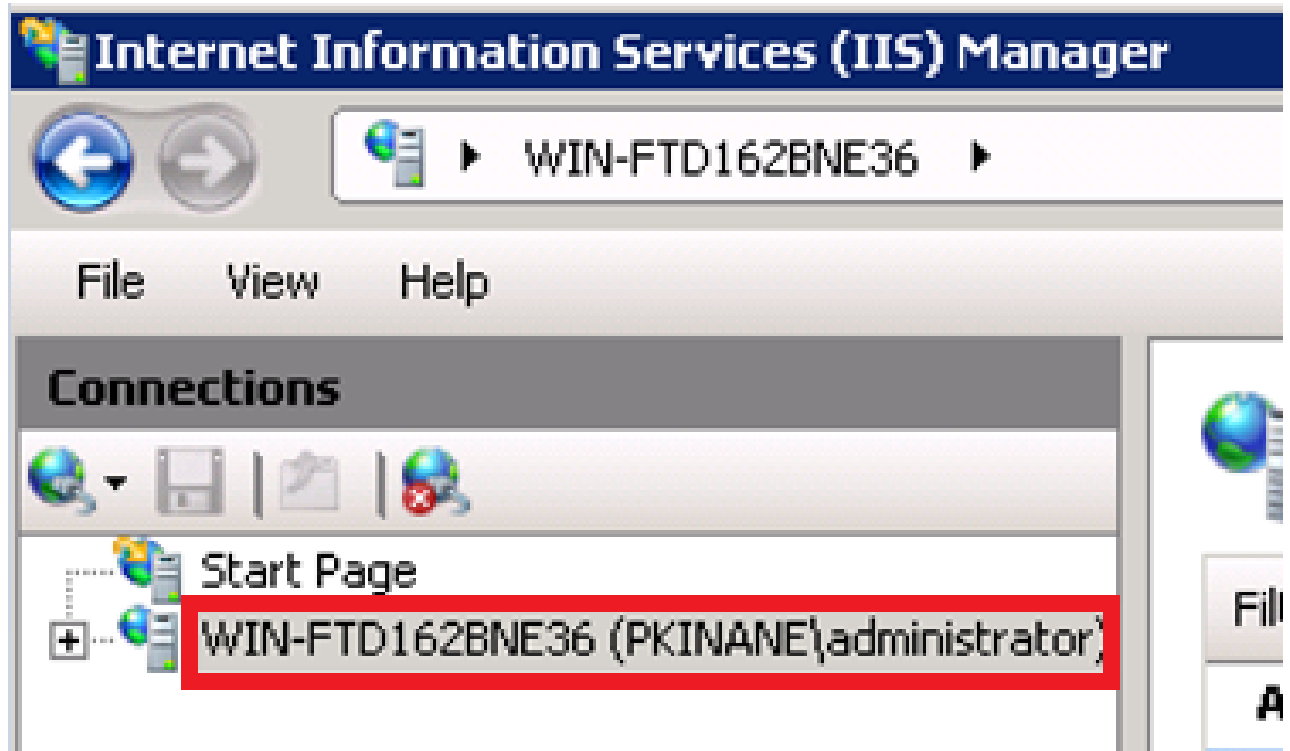 Internet Information Services (IIS) Manager
WIN-FTD162BNE36
File View Help
Connections
Start Page
WIN-FTD162BNE36 (PKINANE\administrator)